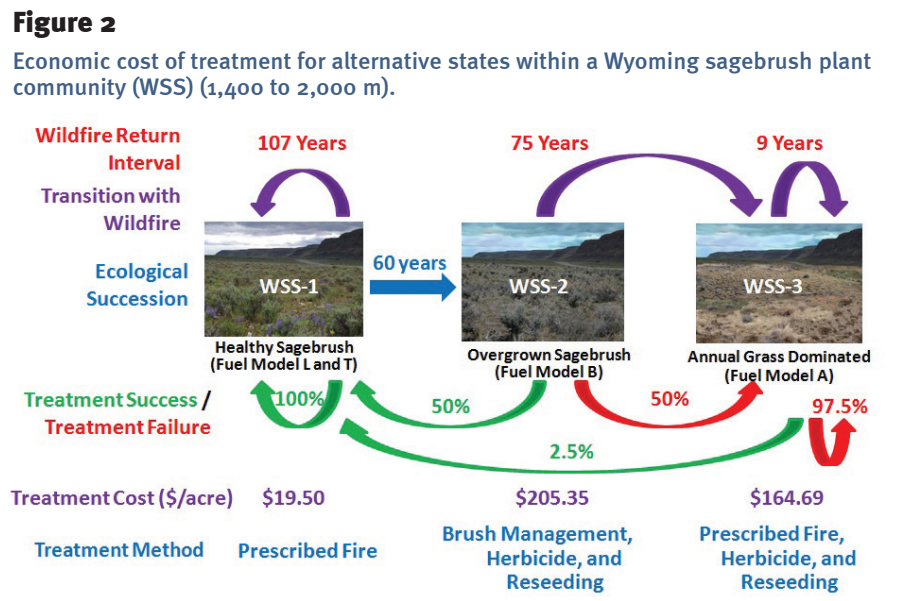 Figure 2
Economic cost of treatment for alternative states within a Wyoming sagebrush plant
community (WSS) (1,400 to 2,000 m).
Wildfire Return
Interval
107 Years
75 Years
9 Years
Transition with
Wildfire
Ecological
Succession
WSS-1
60 years
WSS-2
WSS-3
Healthy Sagebrush
(Fuel Model L and T)
Overgrown Sagebrush
(Fuel Model B)
Annual Grass Dominated
(Fuel Model A)
Treatment Success /
Treatment Failure
100%
50%
50%
97.5%
2.5%
Treatment Cost ($/acre)
$19.50
$205.35
$164.69
Treatment Method
Prescribed Fire
Brush Management,
Herbicide, and
Reseeding
Prescribed Fire,
Herbicide, and
Reseeding